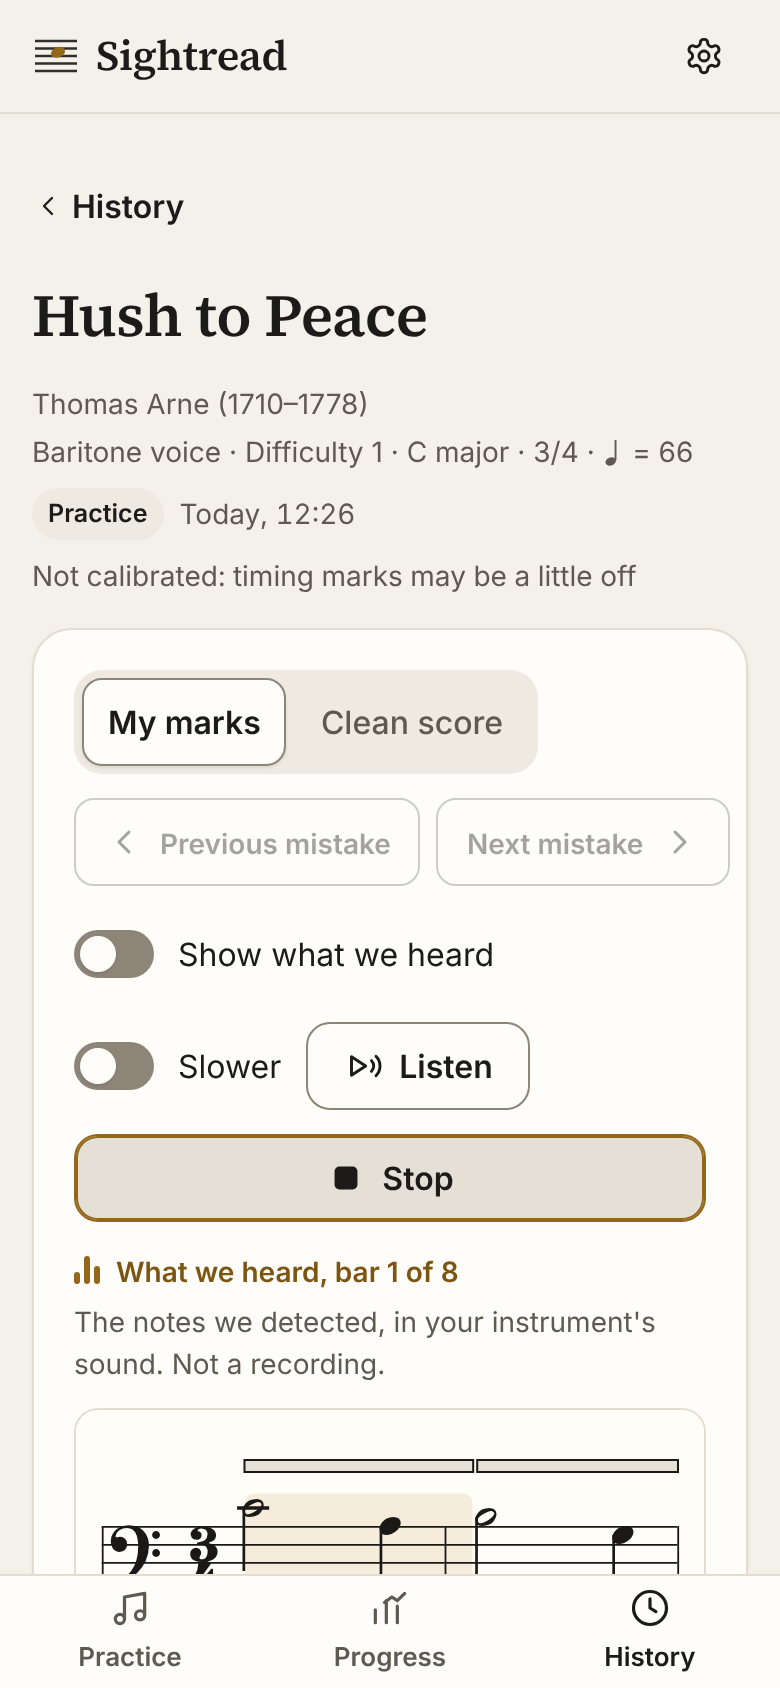 Sightread
History
Hush to Peace
Thomas Arne (1710–1778)
Baritone voice · Difficulty 1 · C major · 3/4 · ♩ = 66
Practice Today, 12:26
Not calibrated: timing marks may be a little off
My marks Clean score
Previous mistake Next mistake
Show what we heard
Slower Listen
Stop
What we heard, bar 1 of 8
The notes we detected, in your instrument's
sound. Not a recording.
3
Practice Progress History